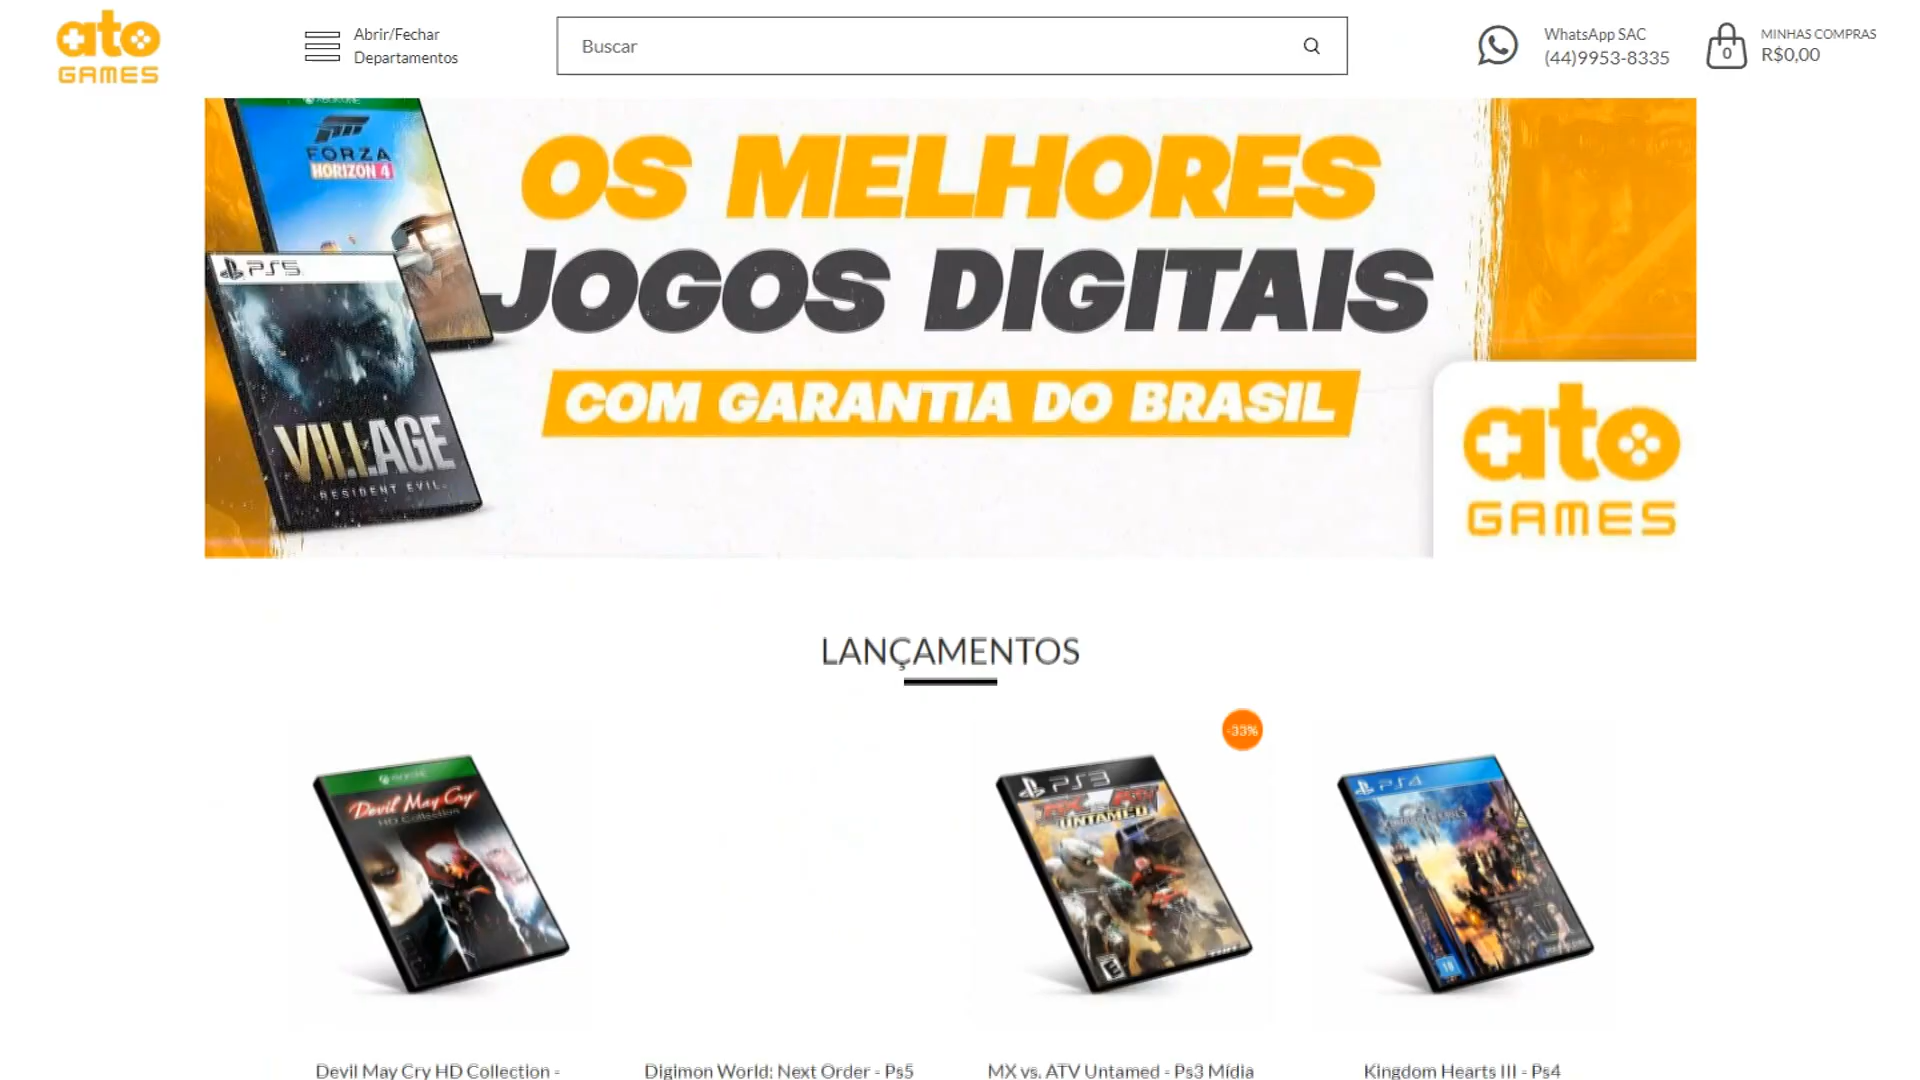 ato
GAMES
Abrir/Fechar
Departamentos
Buscar
WhatsApp SAC
(44)9953-8335
0
MINHAS COMPRAS
R$0,00
FORZA
HORIZON 4
PS5
VILLAGE
RESIDENT EVIL
OS MELHORES
JOGOS DIGITAIS
COM GARANTIA DO BRASIL
ato
GAMES
LANÇAMENTOS
-33%
Devil May Cry
HD Collection
PS3
UNTAMED
PS4
Devil May Cry HD Collection -
Digimon World: Next Order - Ps5
MX vs. ATV Untamed - Ps3 Mídia
Kingdom Hearts III - Ps4